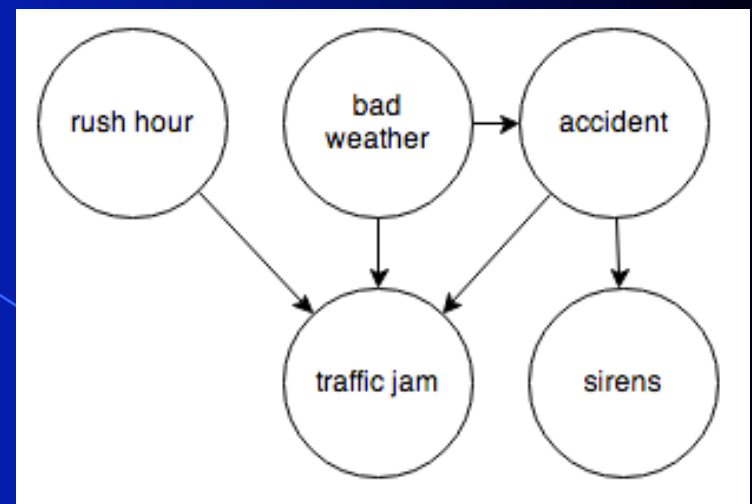 rush hour
bad
weather
accident
traffic jam
sirens